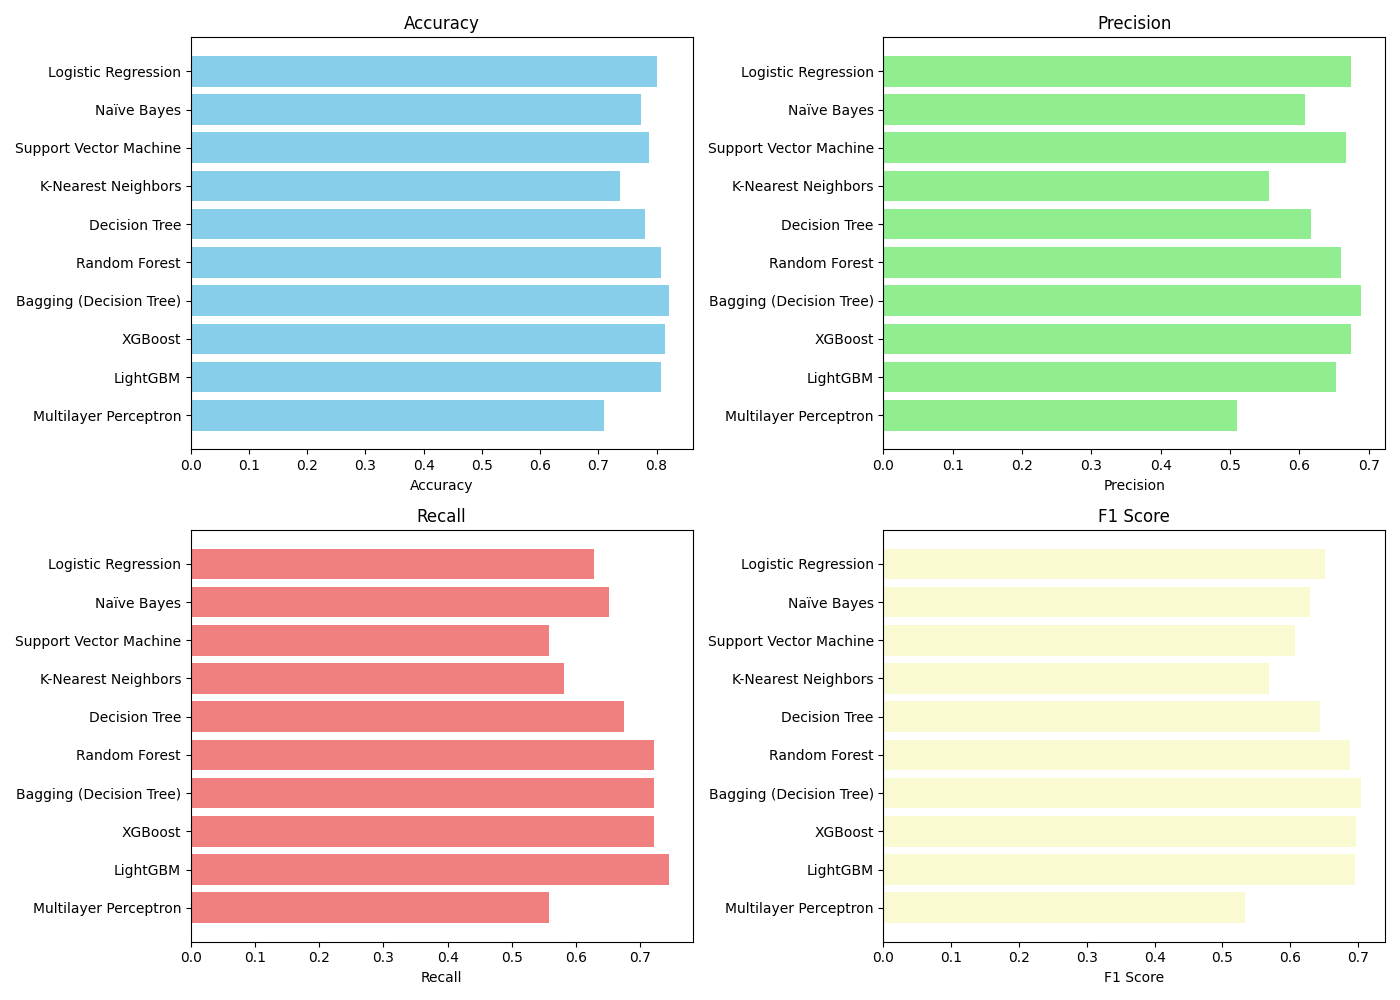 Accuracy
Logistic Regression
Naïve Bayes
Support Vector Machine
K-Nearest Neighbors
Decision Tree
Random Forest
Bagging (Decision Tree)
XGBoost
LightGBM
Multilayer Perceptron
0.0 0.1 0.2 0.3 0.4 0.5 0.6 0.7 0.8
Accuracy
Precision
Logistic Regression
Naïve Bayes
Support Vector Machine
K-Nearest Neighbors
Decision Tree
Random Forest
Bagging (Decision Tree)
XGBoost
LightGBM
Multilayer Perceptron
0.0 0.1 0.2 0.3 0.4 0.5 0.6 0.7
Precision
Recall
Logistic Regression
Naïve Bayes
Support Vector Machine
K-Nearest Neighbors
Decision Tree
Random Forest
Bagging (Decision Tree)
XGBoost
LightGBM
Multilayer Perceptron
0.0 0.1 0.2 0.3 0.4 0.5 0.6 0.7
Recall
F1 Score
Logistic Regression
Naïve Bayes
Support Vector Machine
K-Nearest Neighbors
Decision Tree
Random Forest
Bagging (Decision Tree)
XGBoost
LightGBM
Multilayer Perceptron
0.0 0.1 0.2 0.3 0.4 0.5 0.6 0.7
F1 Score